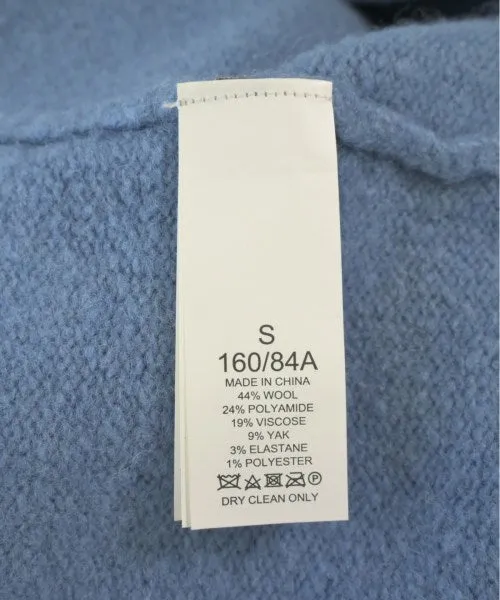 S
160/84A
MADE IN CHINA
44% WOOL
24% POLYAMIDE
19% VISCOSE
9% YAK
3% ELASTANE
1% POLYESTER
DRY CLEAN ONLY